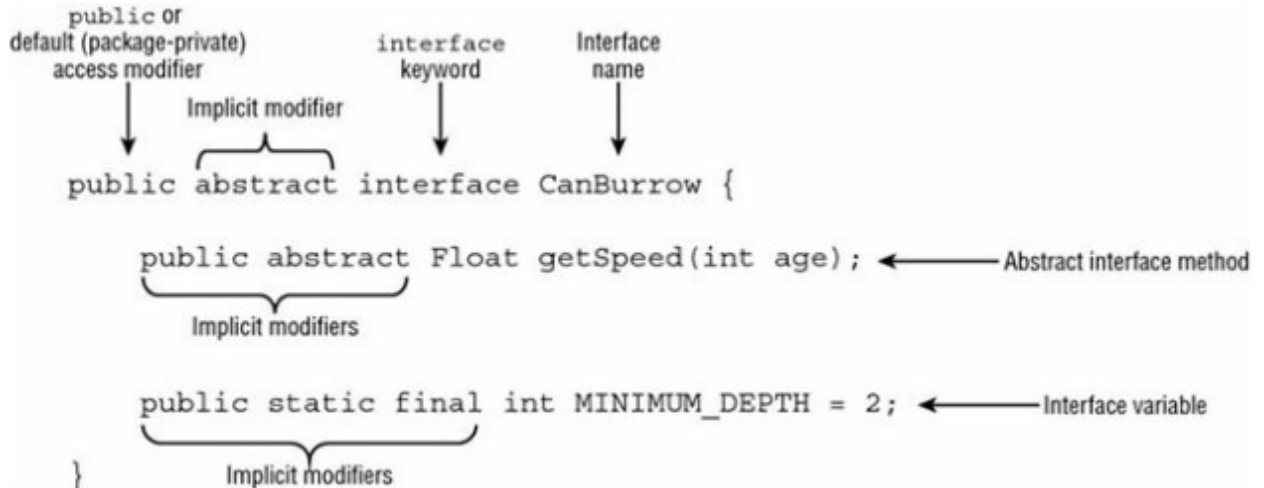 public or
default (package-private)
access modifier
interface
keyword
Interface
name
Implicit modifier
public abstract interface CanBurrow {
public abstract Float getSpeed(int age);
Abstract interface method
Implicit modifiers
public static final int MINIMUM_DEPTH = 2;
Interface variable
Implicit modifiers
}